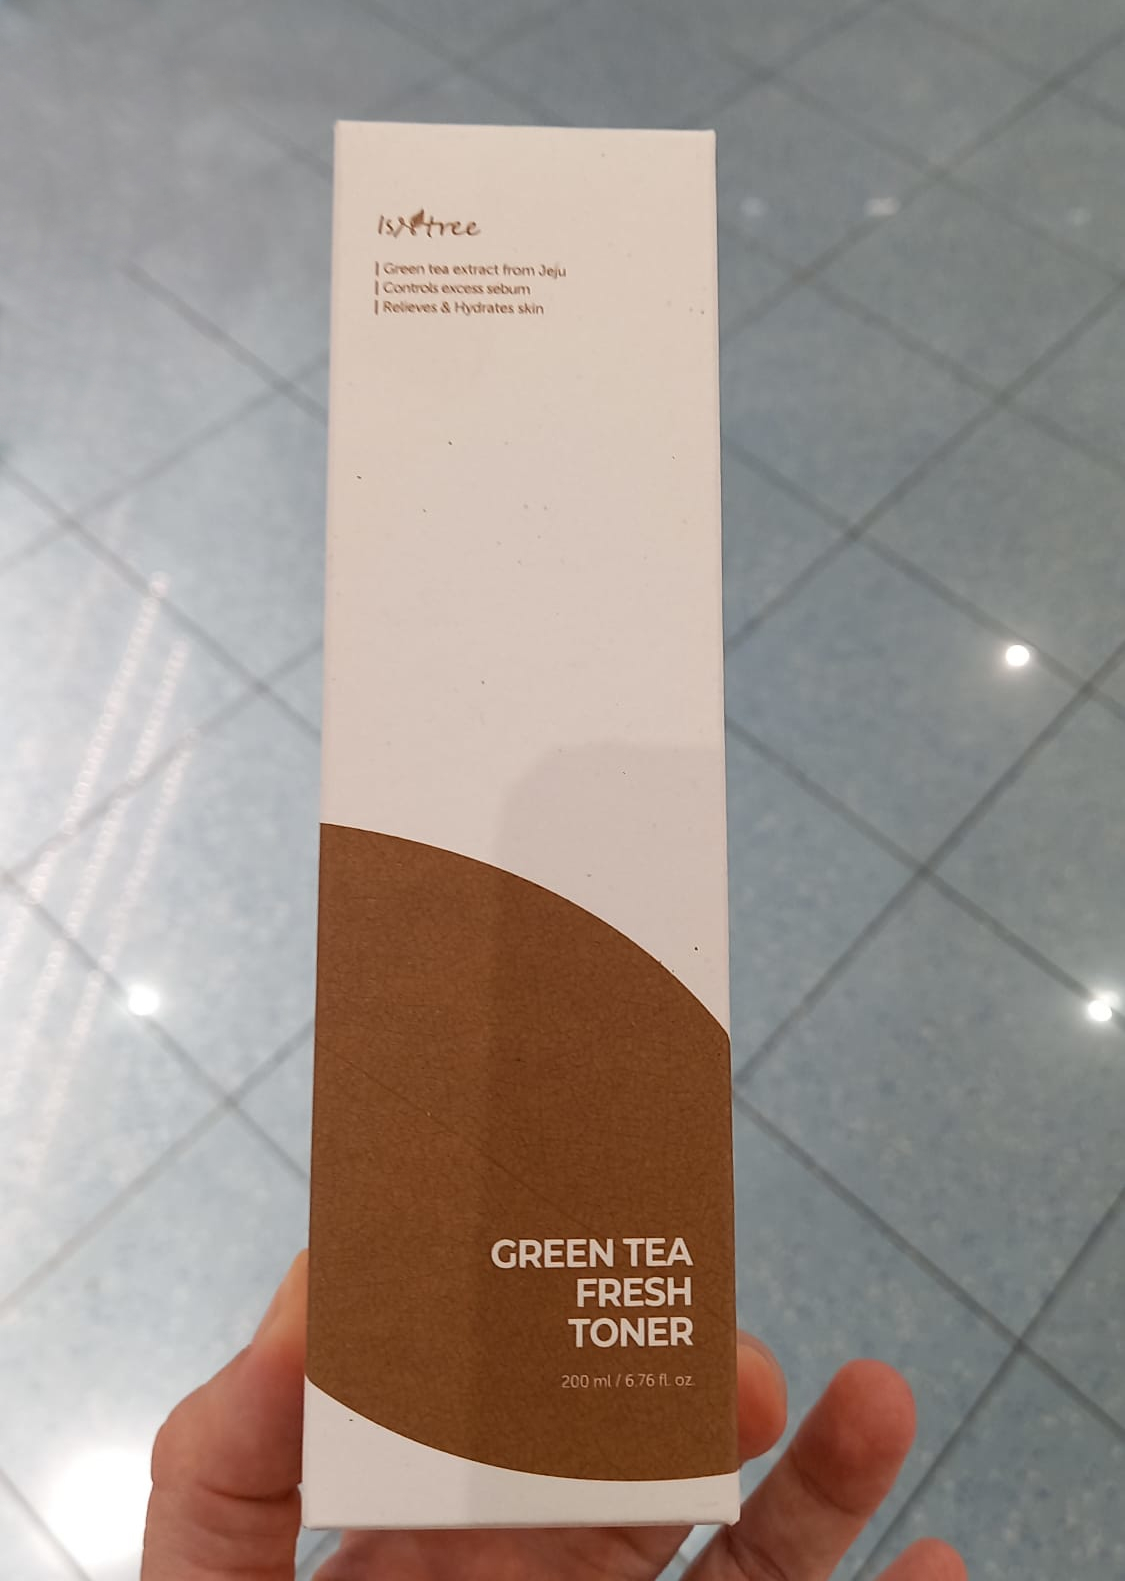 Isntree
Green tea extract from Jeju
Controls excess sebum
Relieves & Hydrates skin
GREEN TEA
FRESH
TONER
200 ml / 6.76 fl. oz.